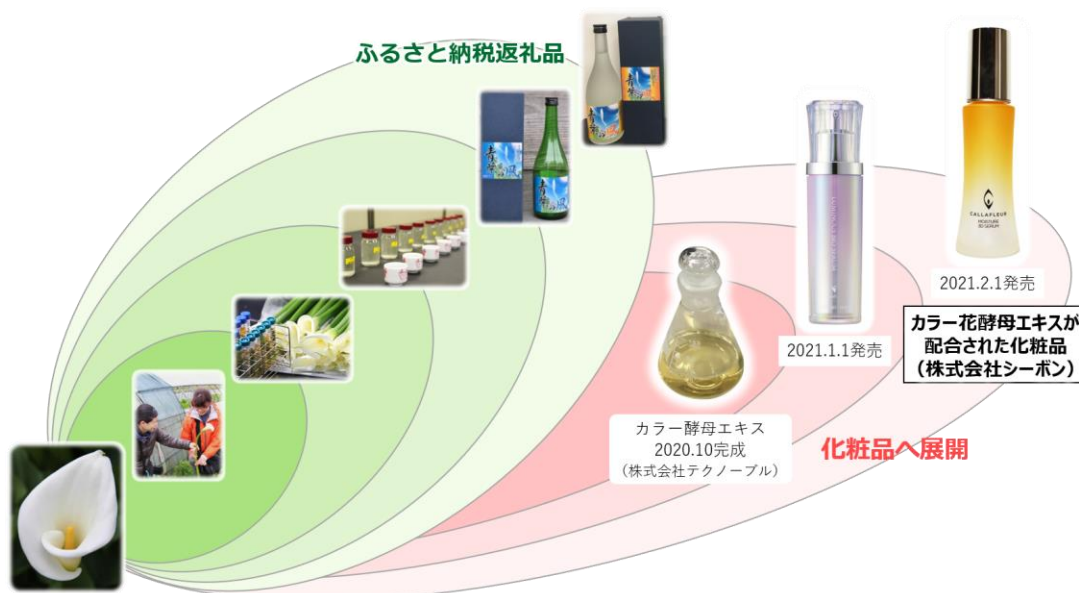 ふるさと納税返礼品
2021.2.1発売
カラー花酵母エキスが
配合された化粧品
(株式会社シーボン)
2021.1.1発売
カラー酵母エキス
2020.10完成
(株式会社テクノーブル)
化粧品へ展開
CALLAFLEUR
MOISTURE
3D SERUM